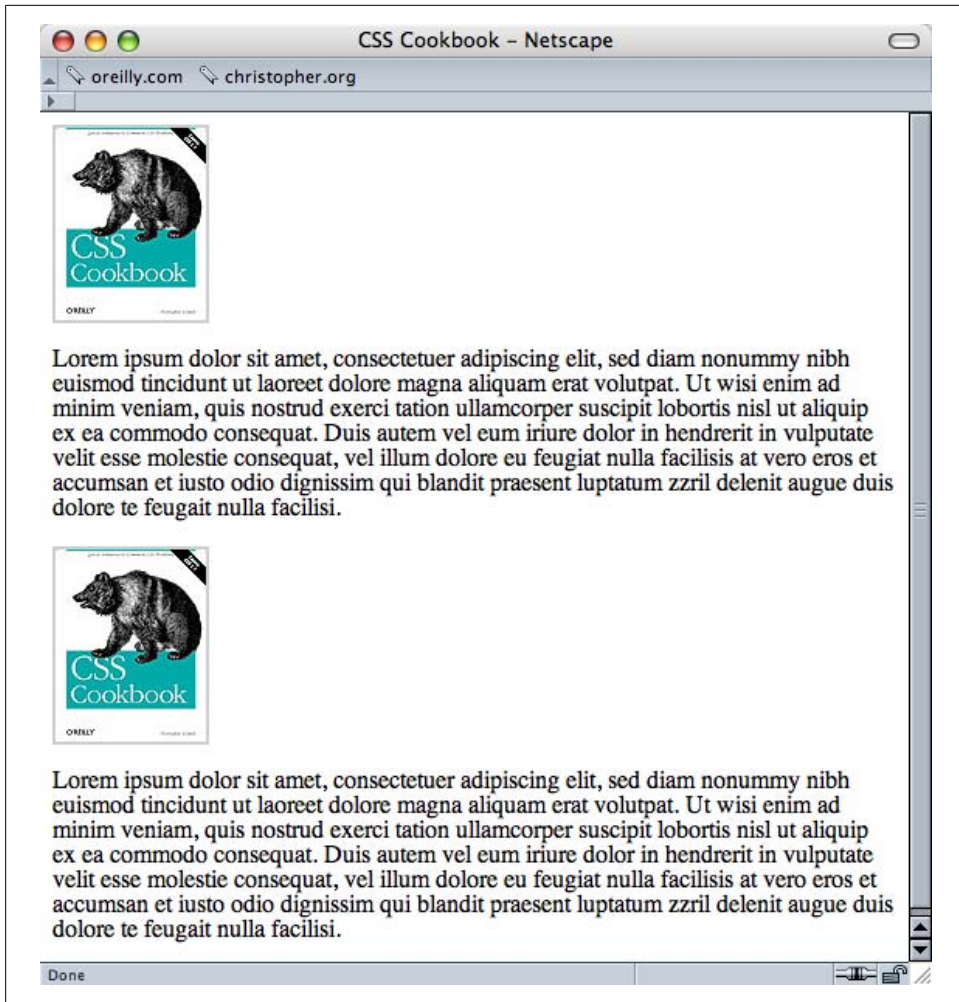 CSS Cookbook – Netscape
oreilly.com christopher.org
CSS
Cookbook
O'REILLY
Lorem ipsum dolor sit amet, consectetuer adipiscing elit, sed diam nonummy nibh
euismod tincidunt ut laoreet dolore magna aliquam erat volutpat. Ut wisi enim ad
minim veniam, quis nostrud exerci tation ullamcorper suscipit lobortis nisl ut aliquip
ex ea commodo consequat. Duis autem vel eum iriure dolor in hendrerit in vulputate
velit esse molestie consequat, vel illum dolore eu feugiat nulla facilisis at vero eros et
accumsan et iusto odio dignissim qui blandit praesent luptatum zzril delenit augue duis
dolore te feugait nulla facilisi.
CSS
Cookbook
O'REILLY
Lorem ipsum dolor sit amet, consectetuer adipiscing elit, sed diam nonummy nibh
euismod tincidunt ut laoreet dolore magna aliquam erat volutpat. Ut wisi enim ad
minim veniam, quis nostrud exerci tation ullamcorper suscipit lobortis nisl ut aliquip
ex ea commodo consequat. Duis autem vel eum iriure dolor in hendrerit in vulputate
velit esse molestie consequat, vel illum dolore eu feugiat nulla facilisis at vero eros et
accumsan et iusto odio dignissim qui blandit praesent luptatum zzril delenit augue duis
dolore te feugait nulla facilisi.
Done